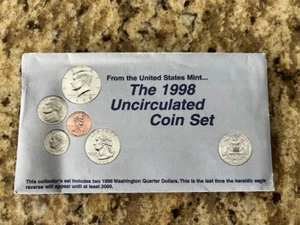 From the United States Mint...
The 1998
Uncirculated
Coin Set
This collector's set includes two 1998 Washington Quarter Dollars. This is the last time the heraldic eagle
reverse will appear until at least 2009.